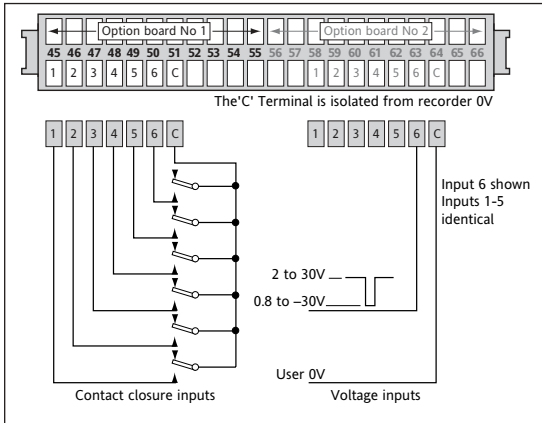 Option board No 1 Option board No 2
45 46 47 48 49 50 51 52 53 54 55 56 57 58 59 60 61 62 63 64 65 66
1 2 3 4 5 6 C 1 2 3 4 5 6 C
The'C' Terminal is isolated from recorder 0V
1 2 3 4 5 6 C 1 2 3 4 5 6 C
Input 6 shown
Inputs 1-5
identical
2 to 30V
0.8 to –30V
User 0V
Contact closure inputs Voltage inputs